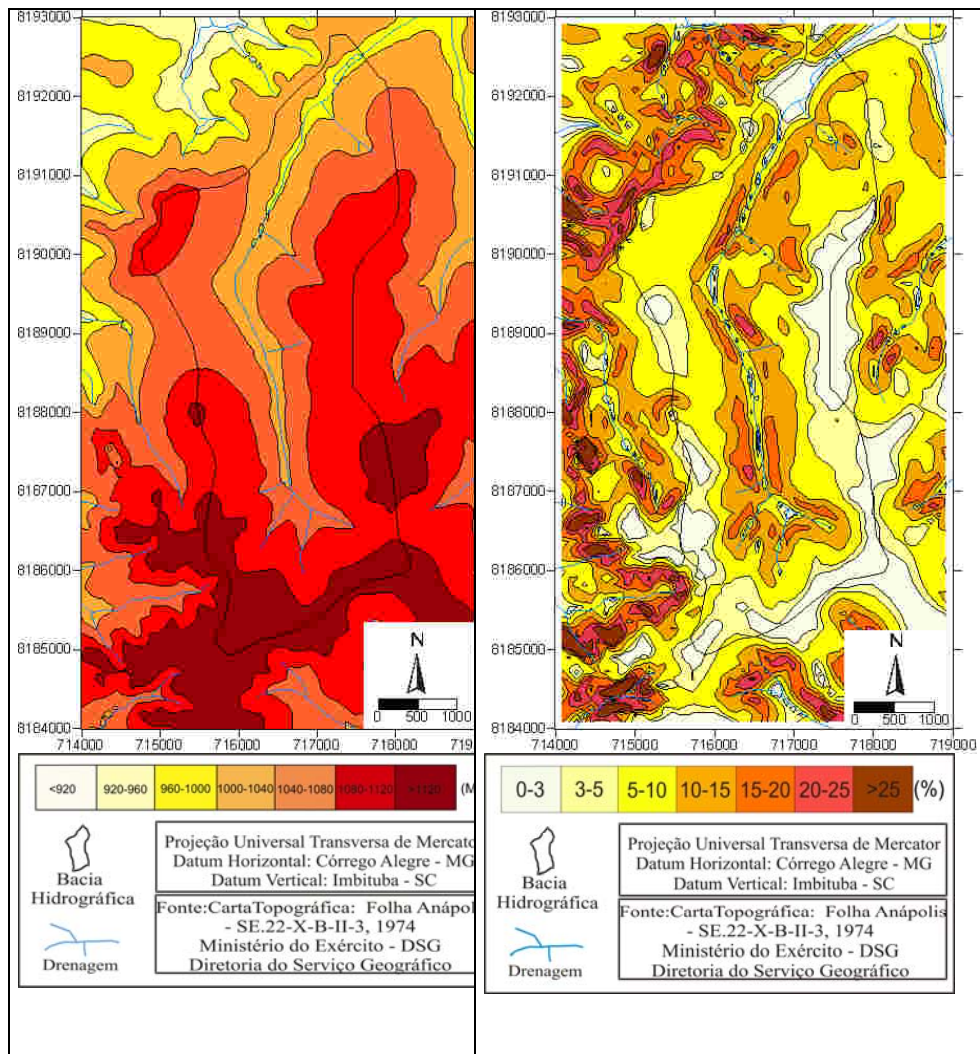 8193000
8192000
8191000
8190000
8189000
8188000
8187000
8186000
8185000
8184000
714000 715000 716000 717000 718000 719
N
0 500 1000
<920 920-960 960-1000 1000-1040 1040-1080 1080-1120 >1120 (M
Bacia
Hidrográfica
Drenagem
Projeção Universal Transversa de Mercato
Datum Horizontal: Córrego Alegre - MG
Datum Vertical: Imbituba - SC
Fonte:CartaTopográfica: Folha Anápol
- SE.22-X-B-II-3, 1974
Ministério do Exército - DSG
Diretoria do Serviço Geográfico
8193000
8192000
8191000
8190000
8189000
8188000
8187000
8186000
8185000
8184000
714000 715000 716000 717000 718000 719000
N
0 500 1000
0-3 3-5 5-10 10-15 15-20 20-25 >25 (%)
Bacia
Hidrográfica
Drenagem
Projeção Universal Transversa de Mercator
Datum Horizontal: Córrego Alegre - MG
Datum Vertical: Imbituba - SC
Fonte:CartaTopográfica: Folha Anápolis
- SE.22-X-B-II-3, 1974
Ministério do Exército - DSG
Diretoria do Serviço Geográfico